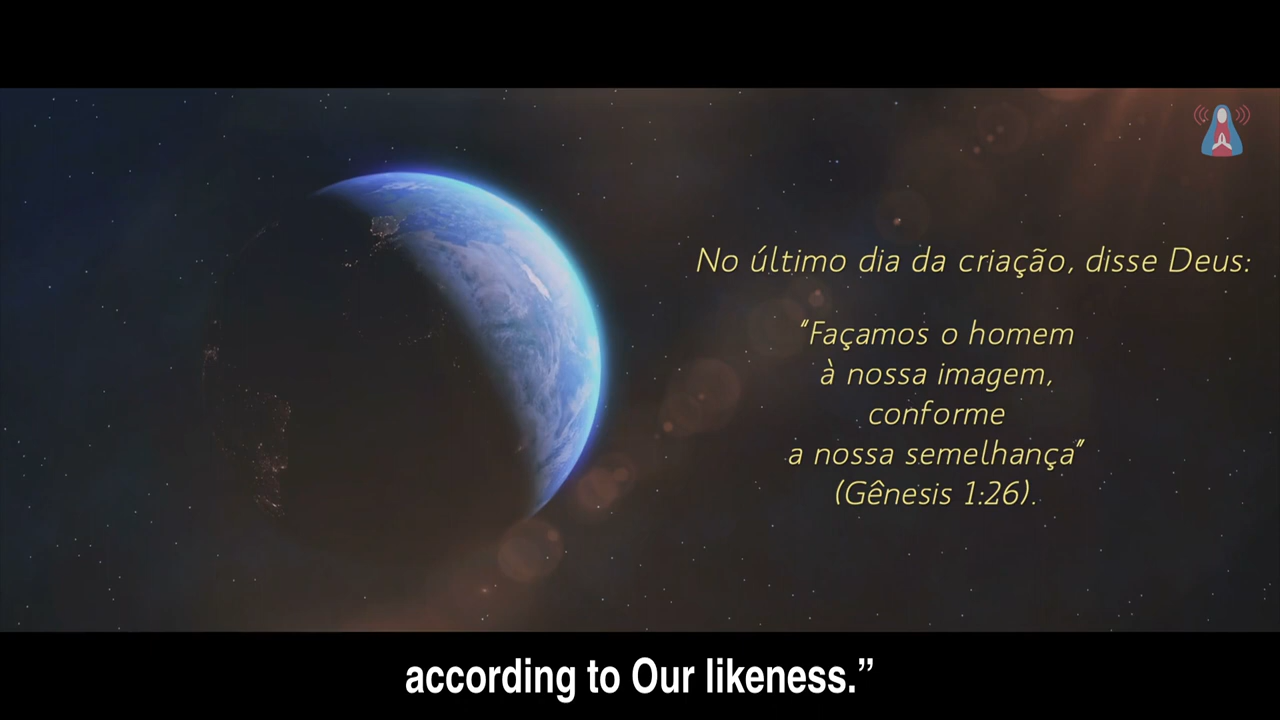 No último dia da criação, disse Deus:
“Façamos o homem
à nossa imagem,
conforme
a nossa semelhança”
(Gênesis 1:26).
according to Our likeness.”